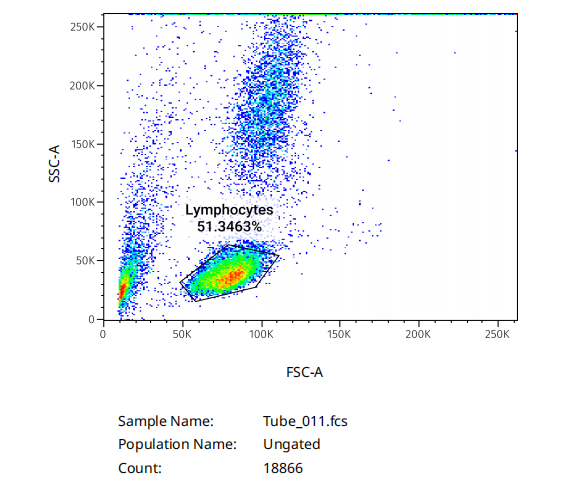 250K
200K
150K
100K
50K
0
SSC-A
Lymphocytes
51.3463%
0 50K 100K 150K 200K 250K
FSC-A
Sample Name: Tube_011.fcs
Population Name: Ungated
Count: 18866